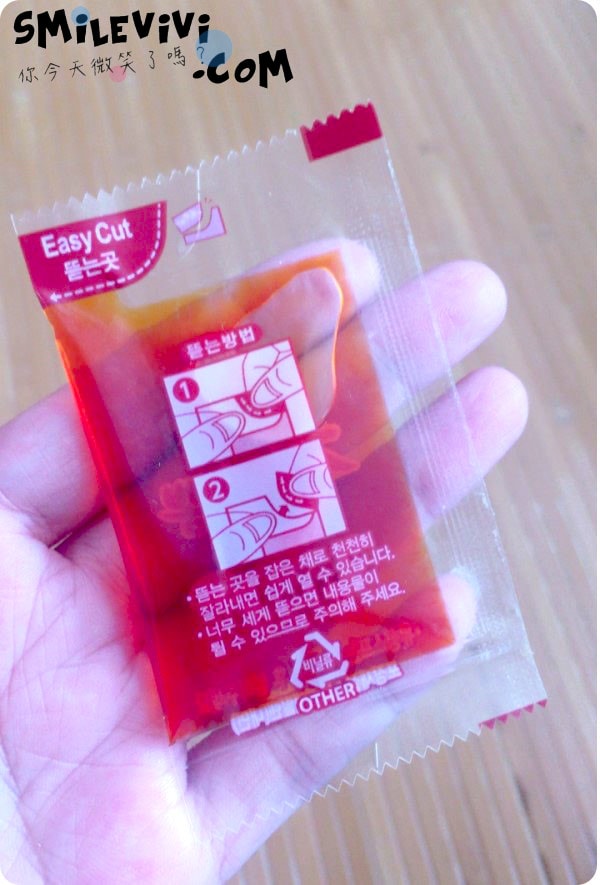 SMiLEViVi
你今天微笑了嗎?
.COM
Easy Cut
뜯는곳
뜯는방법
1
2
• 뜯는 곳을 잡은 채로 천천히
잘라내면 쉽게 열 수 있습니다.
• 너무 세게 뜯으면 내용물이
튈 수 있으므로 주의해 주세요.
비닐류
OTHER